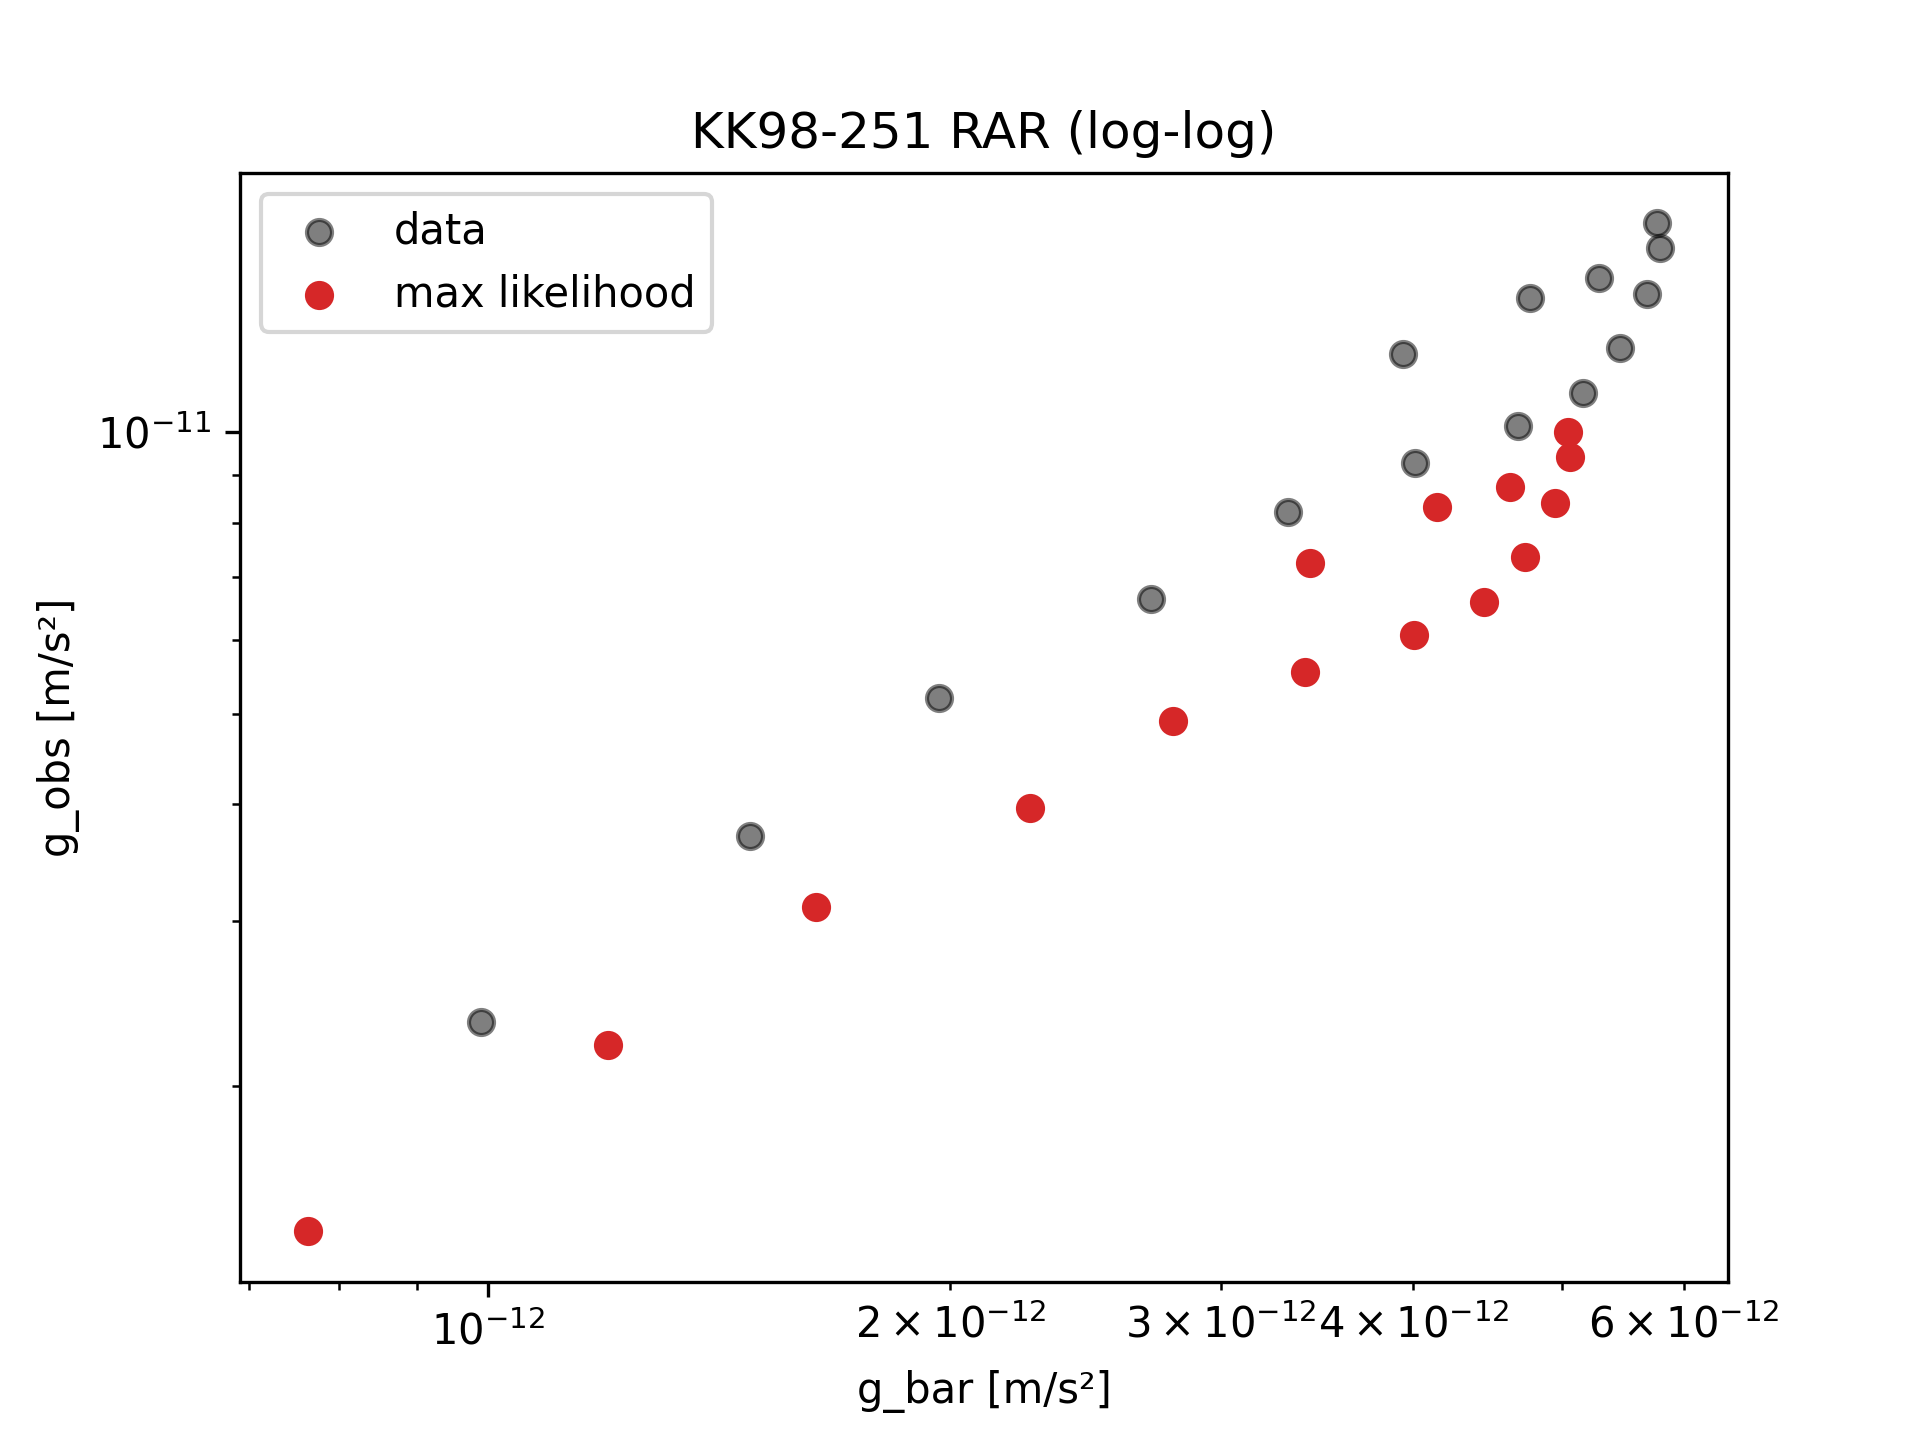 KK98-251 RAR (log-log)
data
max likelihood
10⁻¹¹
g_obs [m/s²]
10⁻¹² 2 × 10⁻¹² 3 × 10⁻¹² 4 × 10⁻¹² 6 × 10⁻¹²
g_bar [m/s²]